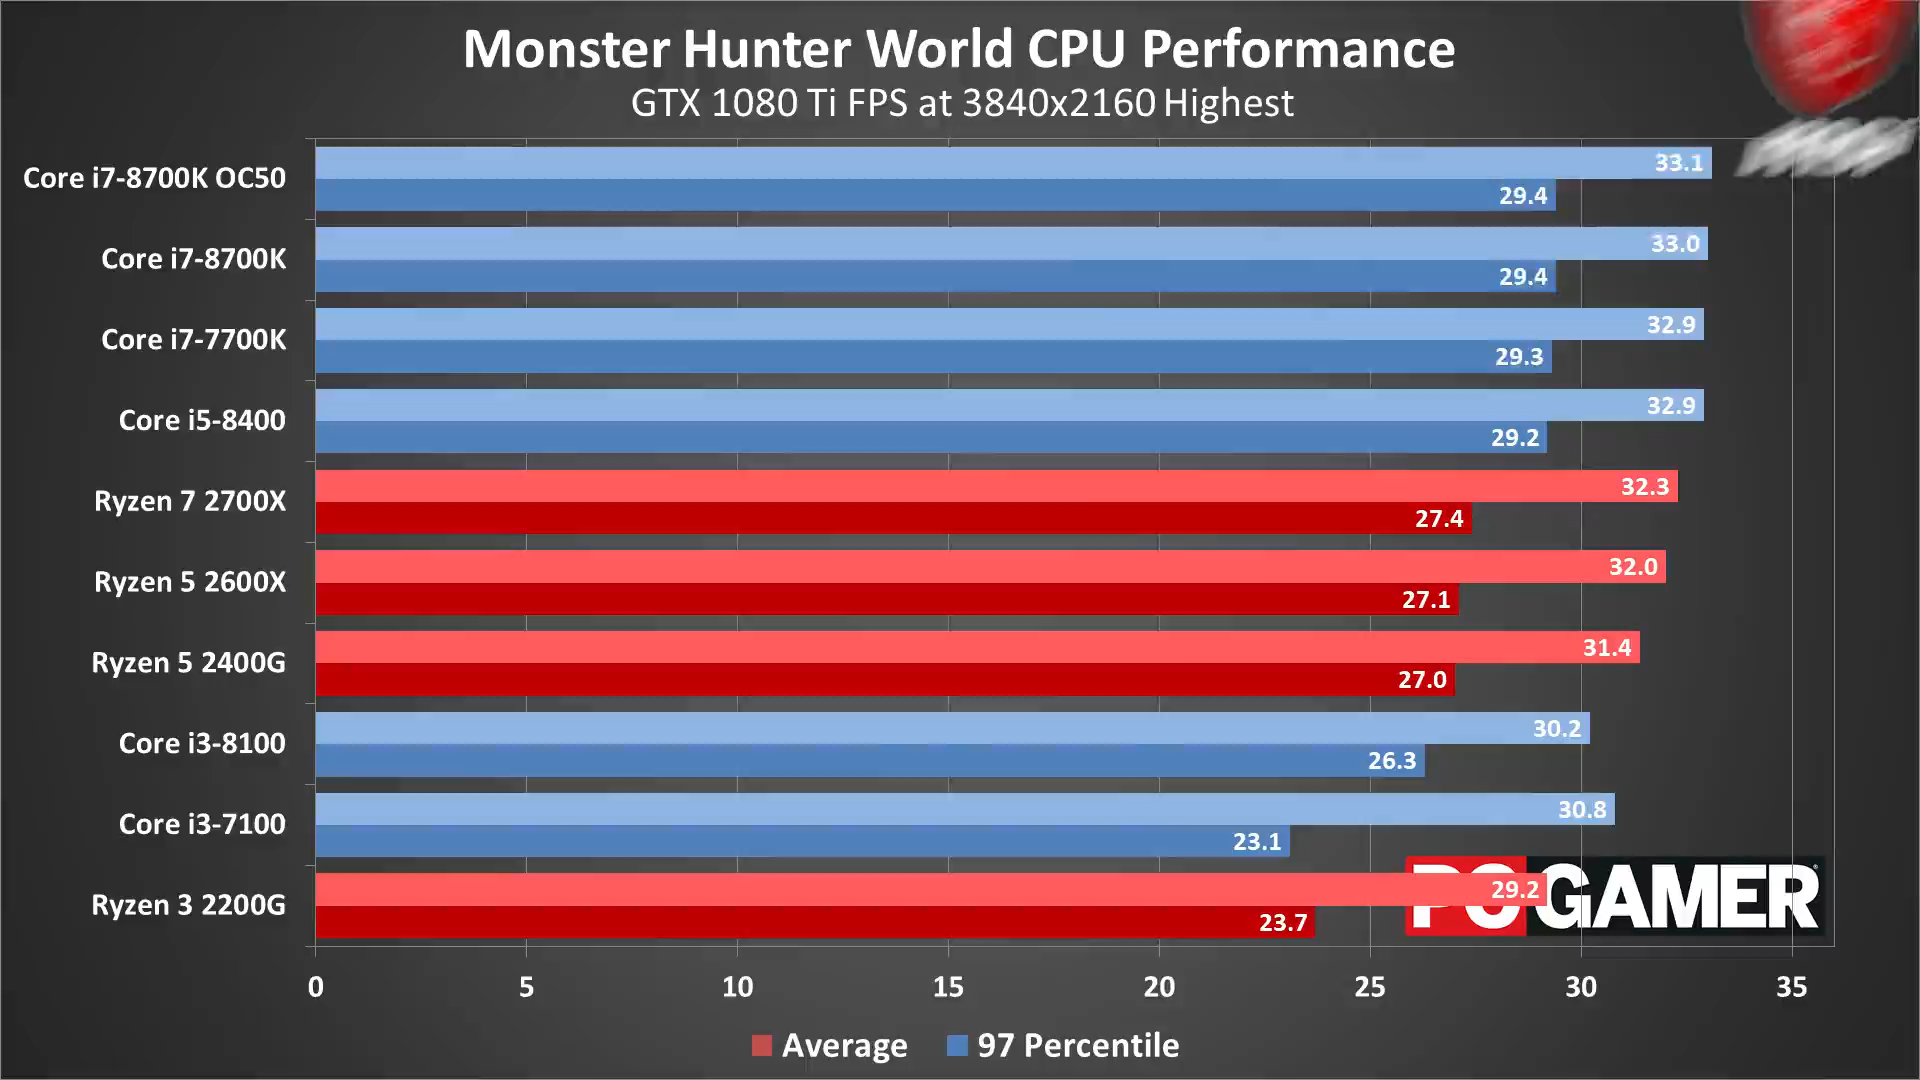 Monster Hunter World CPU Performance
GTX 1080 Ti FPS at 3840x2160 Highest
Core i7-8700K OC50
33.1
29.4
Core i7-8700K
33.0
29.4
Core i7-7700K
32.9
29.3
Core i5-8400
32.9
29.2
Ryzen 7 2700X
32.3
27.4
Ryzen 5 2600X
32.0
27.1
Ryzen 5 2400G
31.4
27.0
Core i3-8100
30.2
26.3
Core i3-7100
30.8
23.1
Ryzen 3 2200G
29.2
23.7
PC GAMER
0 5 10 15 20 25 30 35
Average 97 Percentile